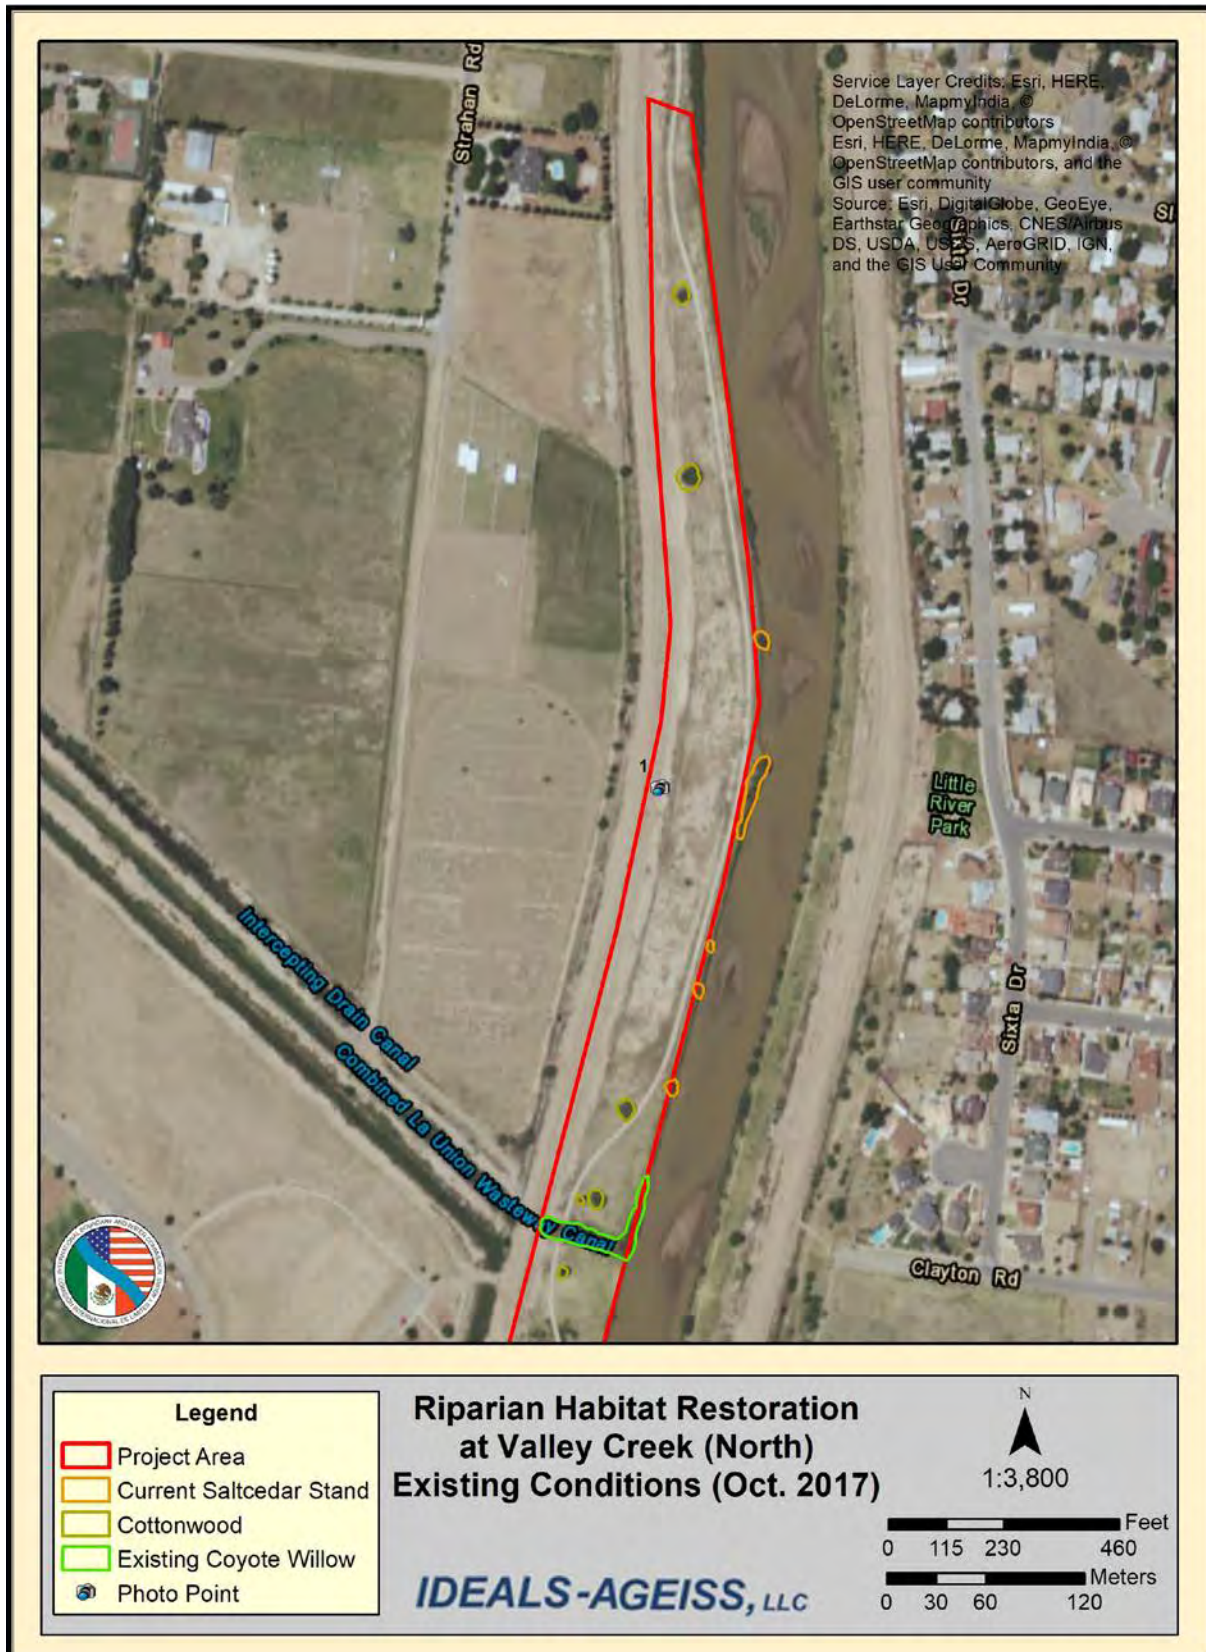 Strahan Rd
Service Layer Credits: Esri, HERE,
DeLorme, MapmyIndia, ©
OpenStreetMap contributors
Esri, HERE, DeLorme, MapmyIndia, ©
OpenStreetMap contributors, and the
GIS user community
Source: Esri, DigitalGlobe, GeoEye,
Earthstar Geographics, CNES/Airbus
DS, USDA, USGS, AeroGRID, IGN,
and the GIS User Community
Sixta Dr
1
Little
River
Park
Intercepting Drain Canal
Combined La Union Wasteway Canal
Sixta Dr
Clayton Rd
Legend
Project Area
Current Saltcedar Stand
Cottonwood
Existing Coyote Willow
Photo Point
Riparian Habitat Restoration
at Valley Creek (North)
Existing Conditions (Oct. 2017)
IDEALS-AGEISS, LLC
N
1:3,800
Feet
0 115 230 460
Meters
0 30 60 120